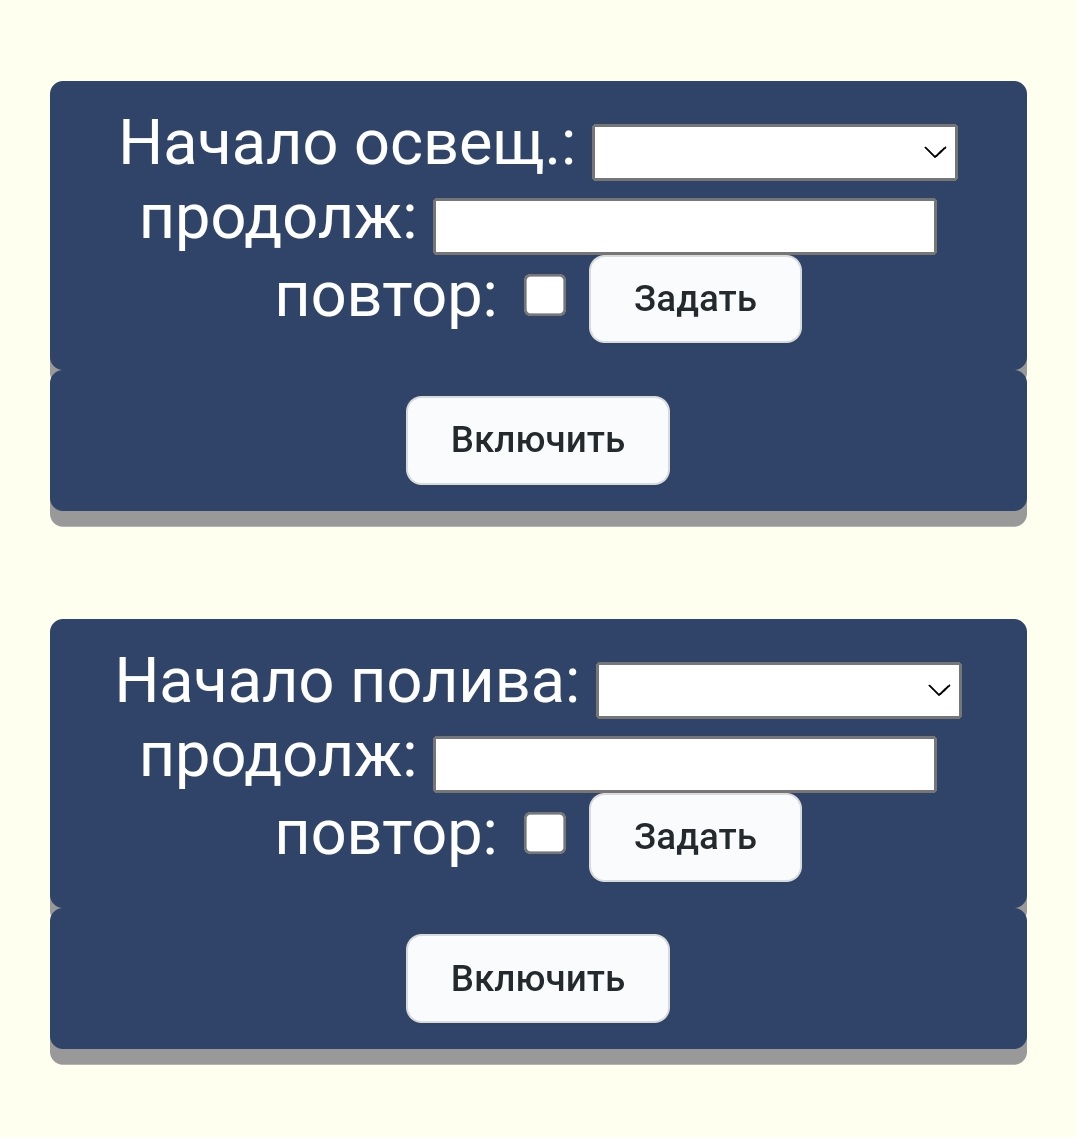 Начало освещ.:
продолж:
повтор: Задать
Включить
Начало полива:
продолж:
повтор: Задать
Включить